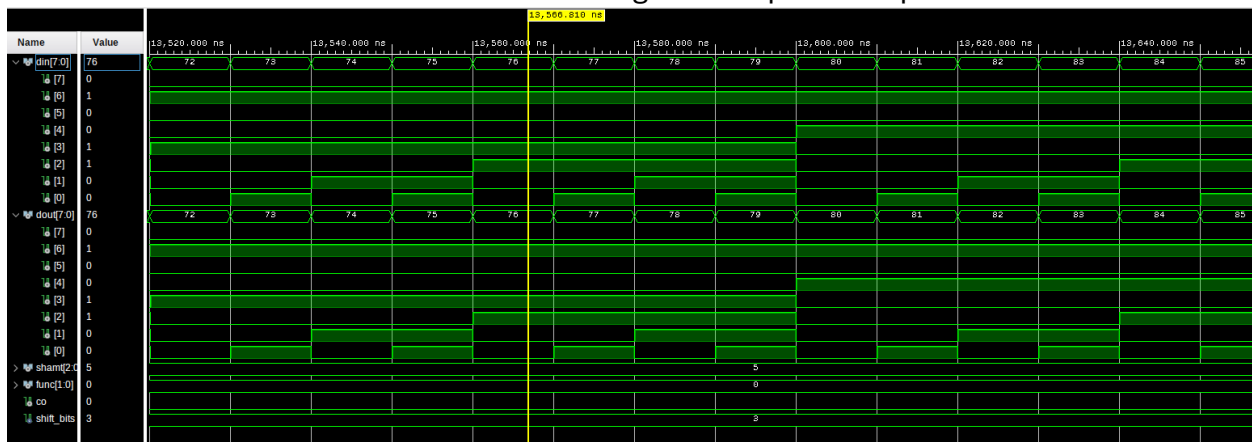 13,566.810 ns
Name Value 13,520.000 ns 13,540.000 ns 13,560.000 ns 13,580.000 ns 13,600.000 ns 13,620.000 ns 13,640.000 ns
din[7:0] 76 72 73 74 75 76 77 78 79 80 81 82 83 84 85
[7] 0
[6] 1
[5] 0
[4] 0
[3] 1
[2] 1
[1] 0
[0] 0
dout[7:0] 76 72 73 74 75 76 77 78 79 80 81 82 83 84 85
[7] 0
[6] 1
[5] 0
[4] 0
[3] 1
[2] 1
[1] 0
[0] 0
shamt[2:0 5 5
func[1:0] 0 0
co 0
shift_bits 3 3